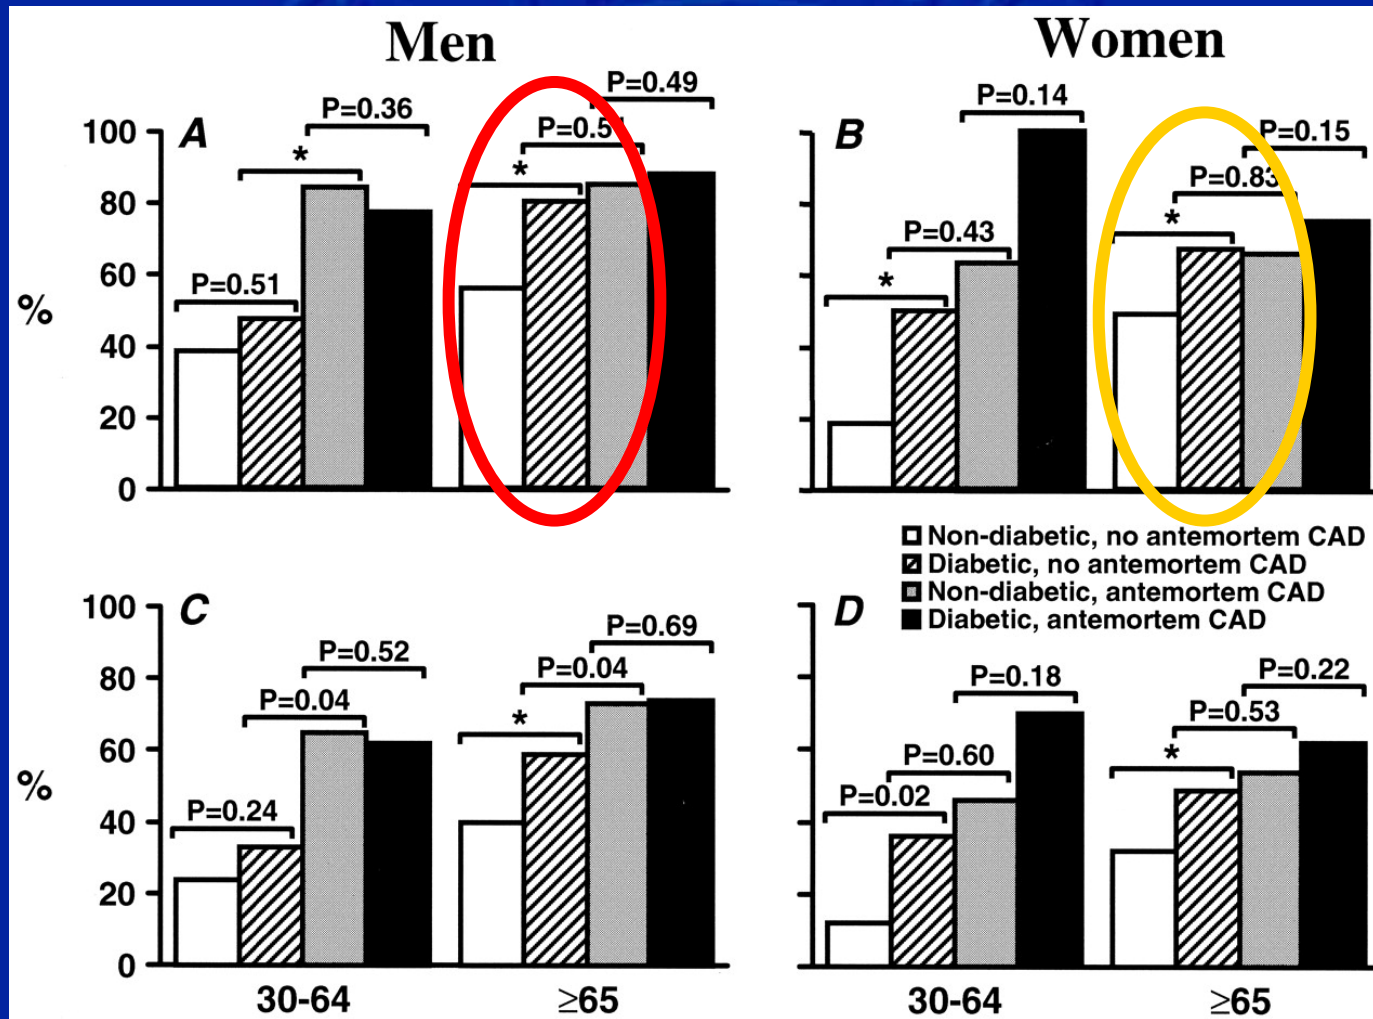 Men
Women
A
P=0.36
*
P=0.51
P=0.49
*
B
P=0.14
P=0.43
*
P=0.15
P=0.83
*
%
100
80
60
40
20
0
Non-diabetic, no antemortem CAD
Diabetic, no antemortem CAD
Non-diabetic, antemortem CAD
Diabetic, antemortem CAD
C
P=0.52
P=0.04
P=0.24
P=0.69
P=0.04
*
D
P=0.18
P=0.60
P=0.02
P=0.22
P=0.53
*
%
100
80
60
40
20
0
30-64
≥65
30-64
≥65